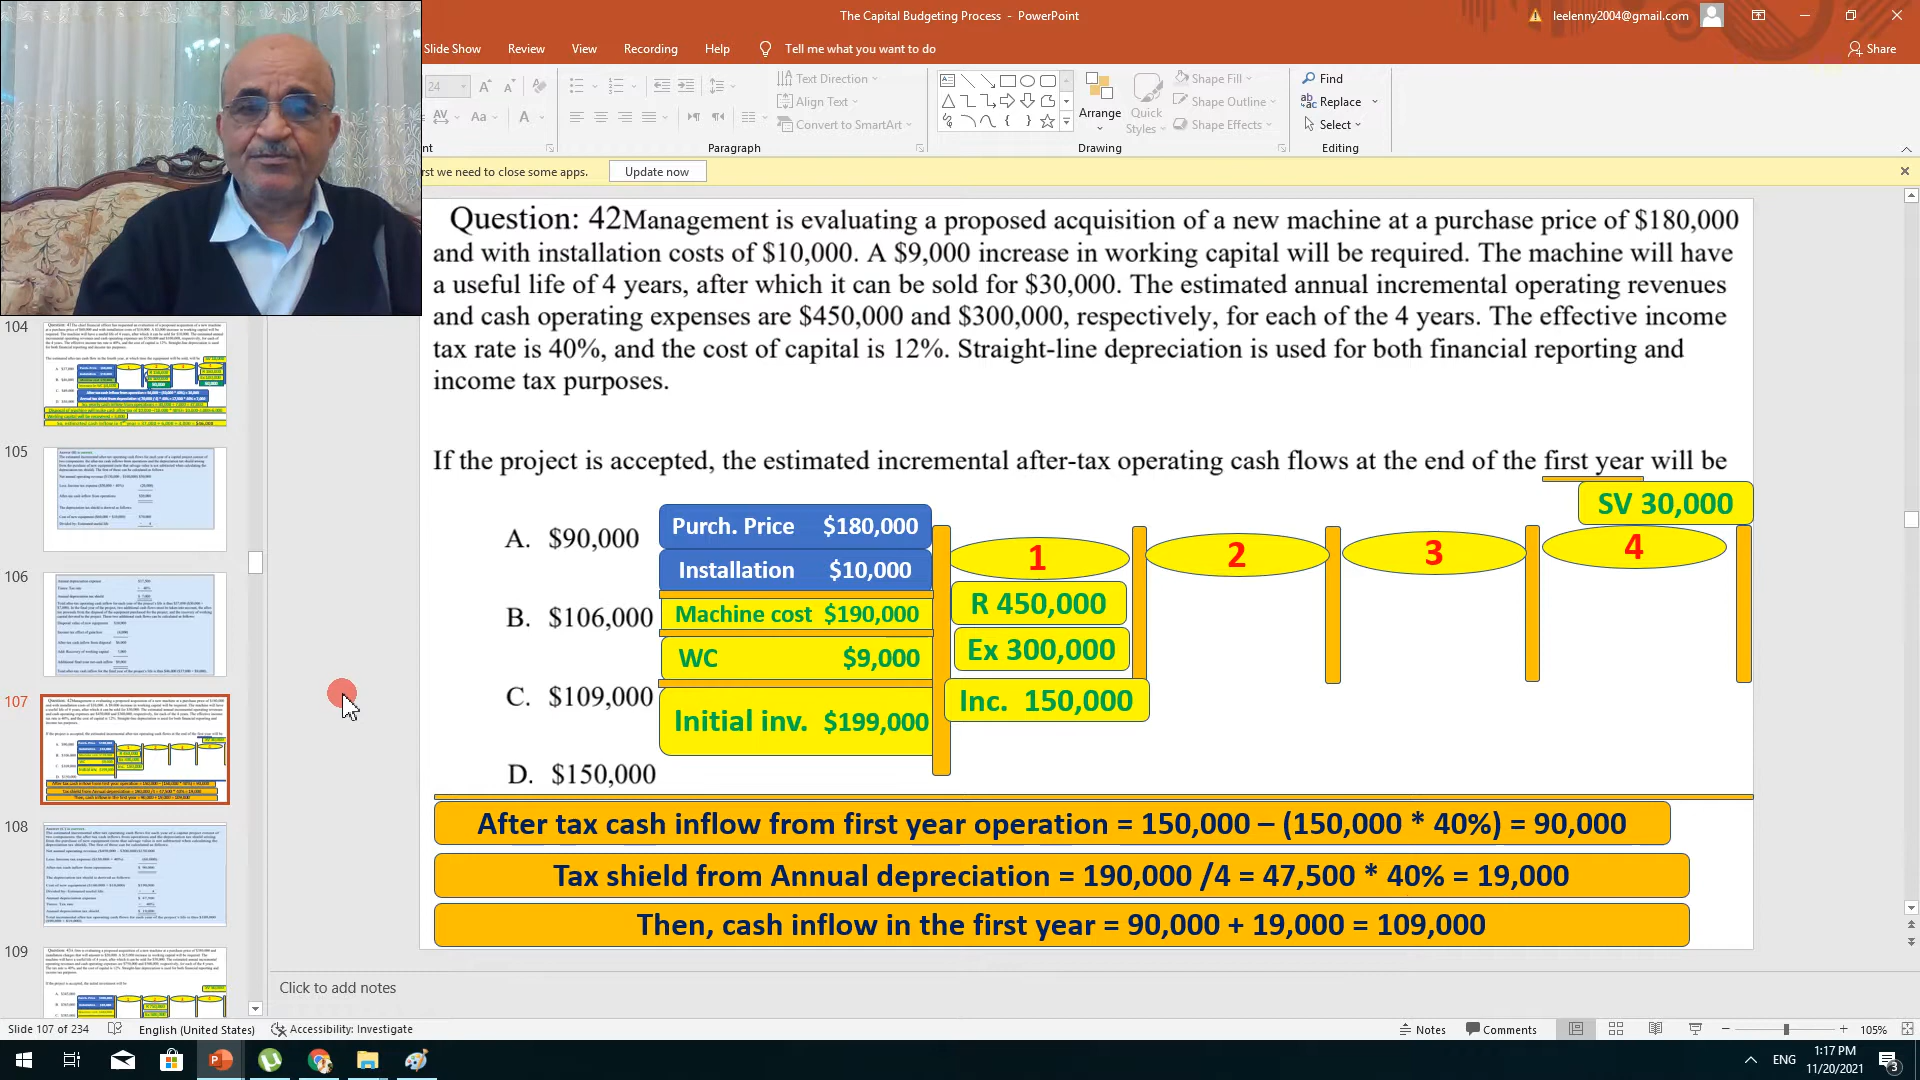 The Capital Budgeting Process - PowerPoint
leelenny2004@gmail.com
Slide Show
Review
View
Recording
Help
Tell me what you want to do
Share
24
Text Direction
Align Text
Convert to SmartArt
Paragraph
Arrange
Quick
Styles
Shape Fill
Shape Outline
Shape Effects
Drawing
Find
Replace
Select
Editing
rst we need to close some apps.
Update now
Question: 42Management is evaluating a proposed acquisition of a new machine at a purchase price of $180,000
and with installation costs of $10,000. A $9,000 increase in working capital will be required. The machine will have
a useful life of 4 years, after which it can be sold for $30,000. The estimated annual incremental operating revenues
and cash operating expenses are $450,000 and $300,000, respectively, for each of the 4 years. The effective income
tax rate is 40%, and the cost of capital is 12%. Straight-line depreciation is used for both financial reporting and
income tax purposes.
If the project is accepted, the estimated incremental after-tax operating cash flows at the end of the first year will be
A. $90,000
B. $106,000
C. $109,000
D. $150,000
Purch. Price $180,000
Installation $10,000
Machine cost $190,000
WC $9,000
Initial inv. $199,000
1
2
3
4
SV 30,000
R 450,000
Ex 300,000
Inc. 150,000
After tax cash inflow from first year operation = 150,000 – (150,000 * 40%) = 90,000
Tax shield from Annual depreciation = 190,000 /4 = 47,500 * 40% = 19,000
Then, cash inflow in the first year = 90,000 + 19,000 = 109,000
104
105
106
107
108
109
Click to add notes
Slide 107 of 234
English (United States)
Accessibility: Investigate
Notes
Comments
105%
ENG
1:17 PM
11/20/2021
3